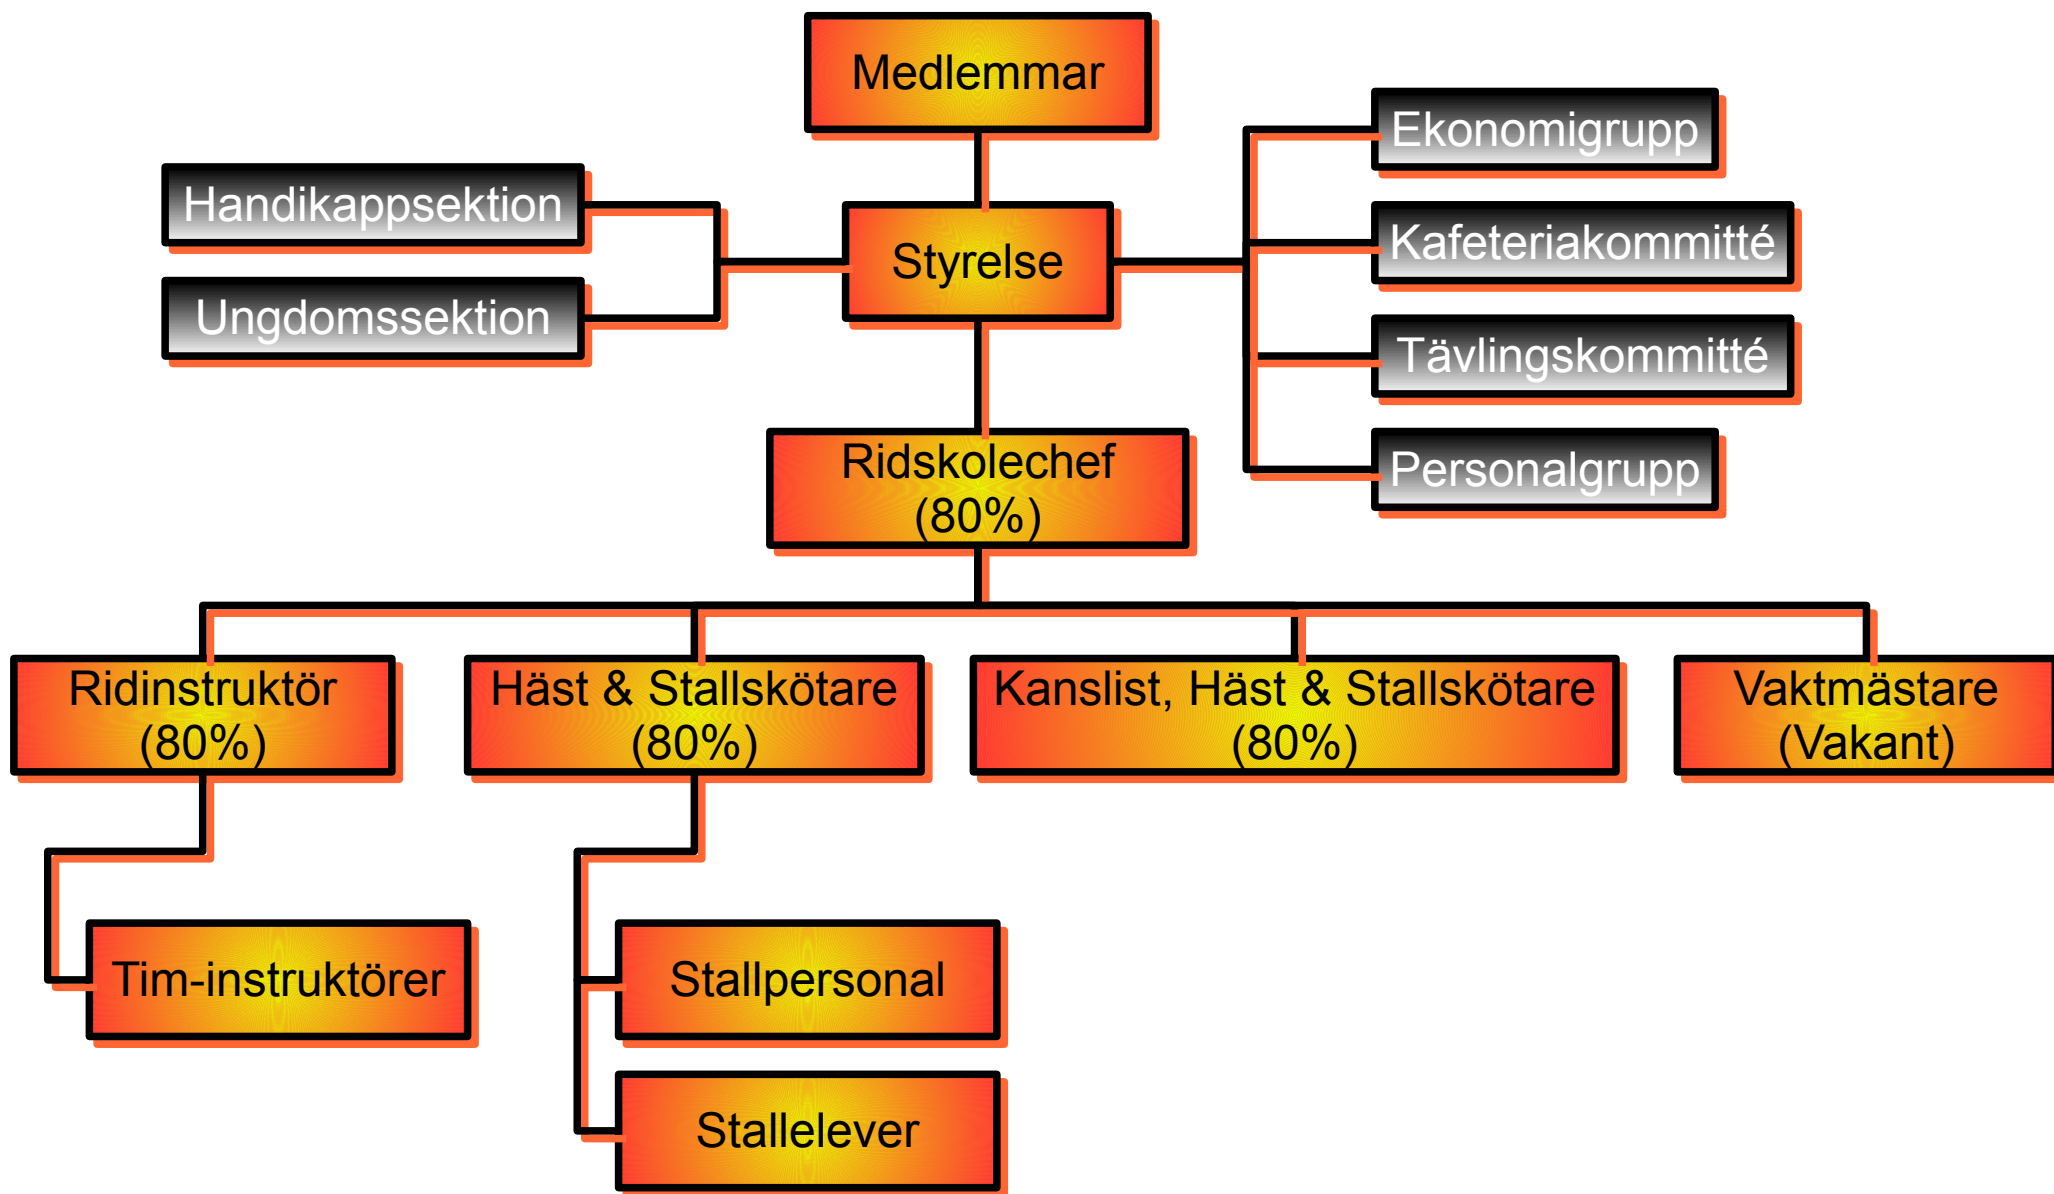 Medlemmar
Ekonomigrupp
Handikappsektion
Kafeteriakommitté
Styrelse
Ungdomssektion
Tävlingskommitté
Ridskolechef
(80%)
Personalgrupp
Ridinstruktör
(80%)
Häst & Stallskötare
(80%)
Kanslist, Häst & Stallskötare
(80%)
Vaktmästare
(Vakant)
Tim-instruktörer
Stallpersonal
Stallelever